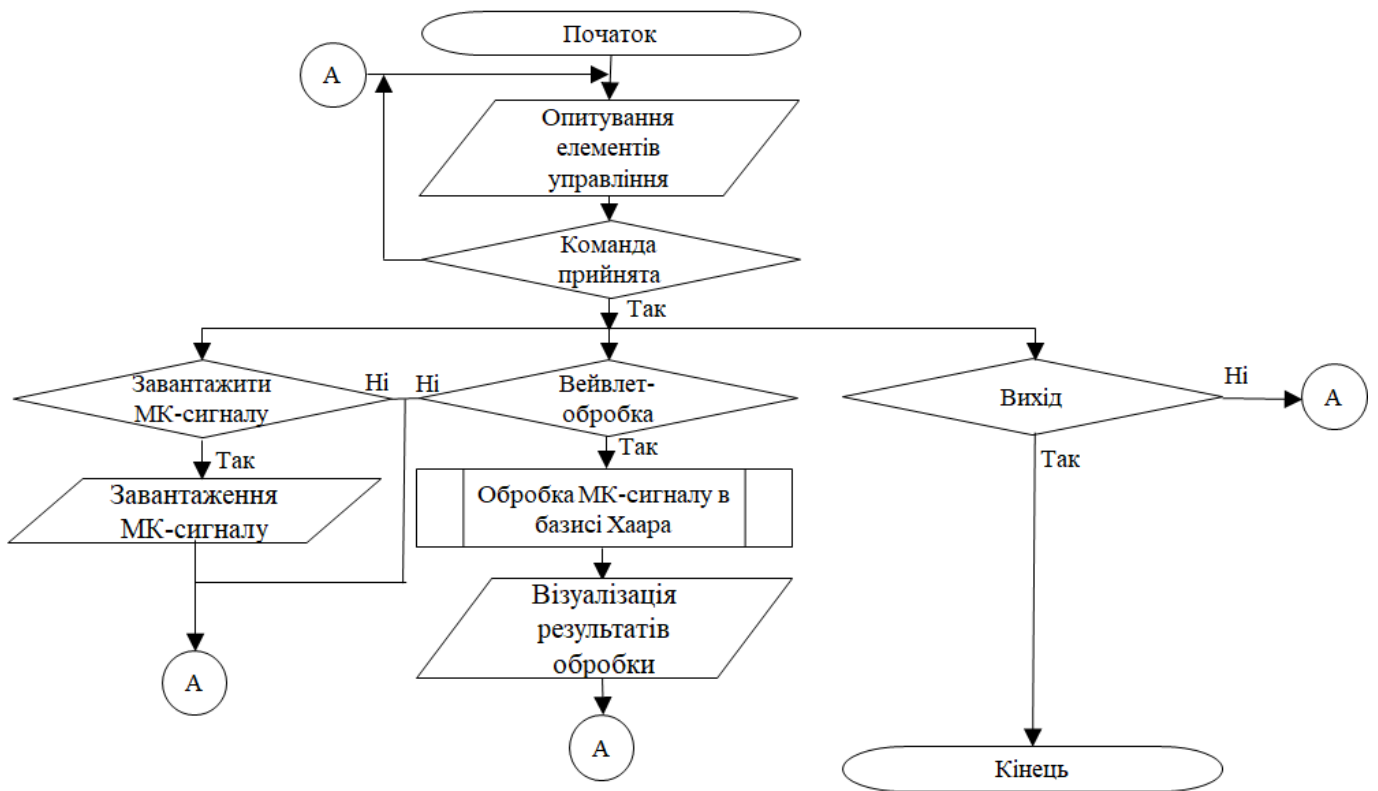 Початок
А
Опитування
елементів
управління
Команда
прийнята
Так
Завантажити
МК-сигналу
Ні
Ні
Вейвлет-
обробка
Вихід
Ні
А
Так
Так
Так
Завантаження
МК-сигналу
Обробка МК-сигналу в
базисі Хаара
Візуалізація
результатів
обробки
А
А
Кінець